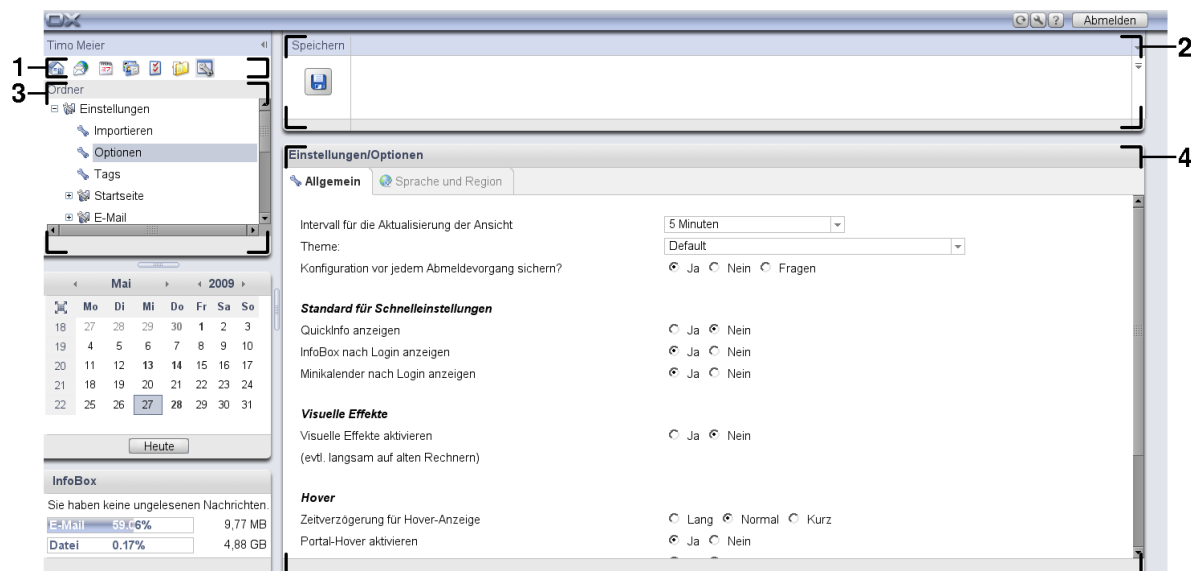 OX
Abmelden
Timo Meier
Speichern
1
2
3
4
Ordner
Einstellungen
Importieren
Optionen
Tags
Startseite
E-Mail
Einstellungen/Optionen
Allgemein
Sprache und Region
Intervall für die Aktualisierung der Ansicht
5 Minuten
Theme:
Default
Konfiguration vor jedem Abmeldevorgang sichern?
Ja Nein Fragen
Standard für Schnelleinstellungen
QuickInfo anzeigen
Ja Nein
InfoBox nach Login anzeigen
Ja Nein
Minikalender nach Login anzeigen
Ja Nein
Visuelle Effekte
Visuelle Effekte aktivieren
Ja Nein
(evtl. langsam auf alten Rechnern)
Hover
Zeitverzögerung für Hover-Anzeige
Lang Normal Kurz
Portal-Hover aktivieren
Ja Nein
Mai 2009
Mo Di Mi Do Fr Sa So
18 27 28 29 30 1 2 3
19 4 5 6 7 8 9 10
20 11 12 13 14 15 16 17
21 18 19 20 21 22 23 24
22 25 26 27 28 29 30 31
Heute
InfoBox
Sie haben keine ungelesenen Nachrichten.
E-Mail 59.06% 9,77 MB
Datei 0.17% 4,88 GB